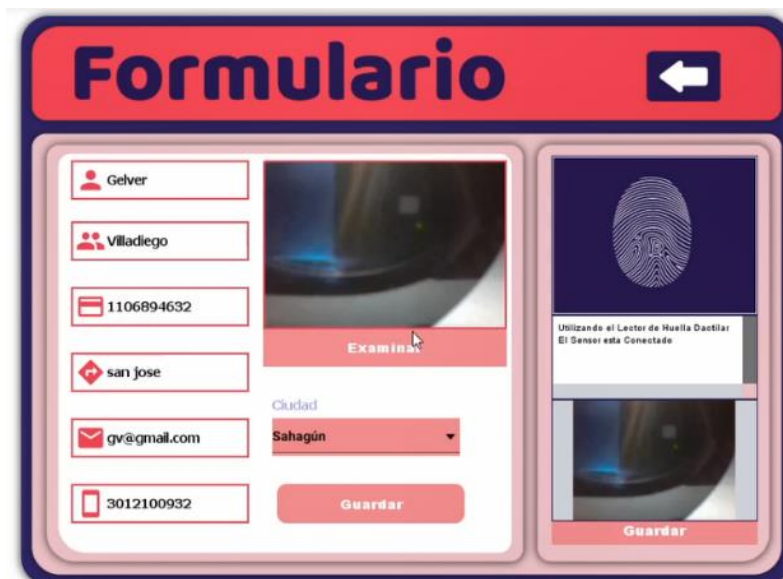 Formulario
Gelver
Villadiego
1106894632
san jose
gv@gmail.com
3012100932
Examinar
Ciudad
Sahagún
Guardar
Utilizando el Lector de Huella Dactilar
El Sensor esta Conectado
Guardar